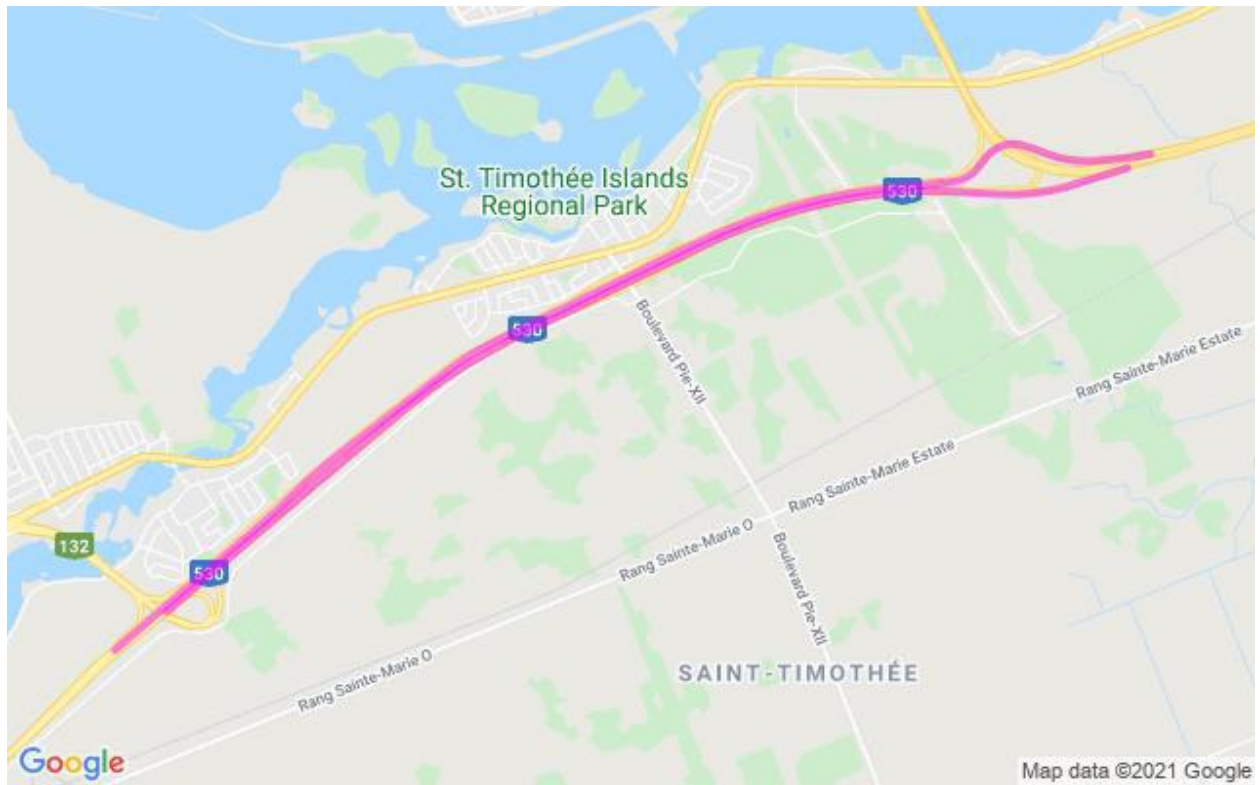 St. Timothée Islands
Regional Park
530
530
Boulevard Pie-XII
Rang Sainte-Marie Estate
Rang Sainte-Marie Estate
132
Rang Sainte-Marie O
Boulevard Pie-XII
530
Rang Sainte-Marie O
SAINT-TIMOTHÉE
Google
Map data ©2021 Google